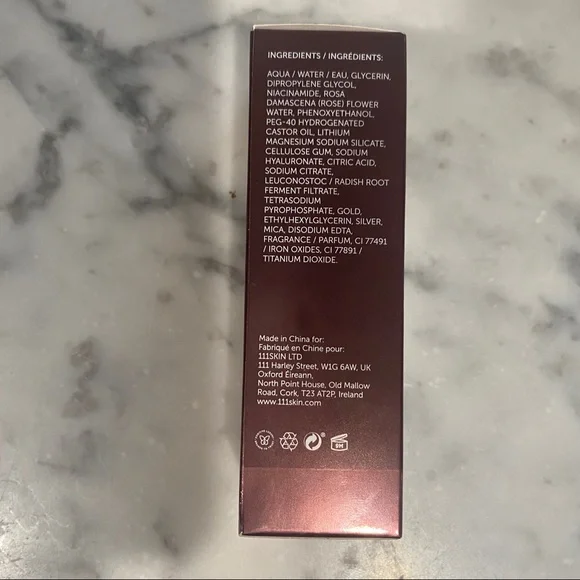 INGREDIENTS / INGRÉDIENTS:
AQUA / WATER / EAU, GLYCERIN,
DIPROPYLENE GLYCOL,
NIACINAMIDE, ROSA
DAMASCENA (ROSE) FLOWER
WATER, PHENOXYETHANOL,
PEG-40 HYDROGENATED
CASTOR OIL, LITHIUM
MAGNESIUM SODIUM SILICATE,
CELLULOSE GUM, SODIUM
HYALURONATE, CITRIC ACID,
SODIUM CITRATE,
LEUCONOSTOC / RADISH ROOT
FERMENT FILTRATE,
TETRASODIUM
PYROPHOSPHATE, GOLD,
ETHYLHEXYLGLYCERIN, SILVER,
MICA, DISODIUM EDTA,
FRAGRANCE / PARFUM, CI 77491
/ IRON OXIDES, CI 77891 /
TITANIUM DIOXIDE.
Made in China for:
Fabriqué en Chine pour:
111SKIN LTD
111 Harley Street, W1G 6AW, UK
Oxford Éireann,
North Point House, Old Mallow
Road, Cork, T23 AT2P, Ireland
www.111skin.com